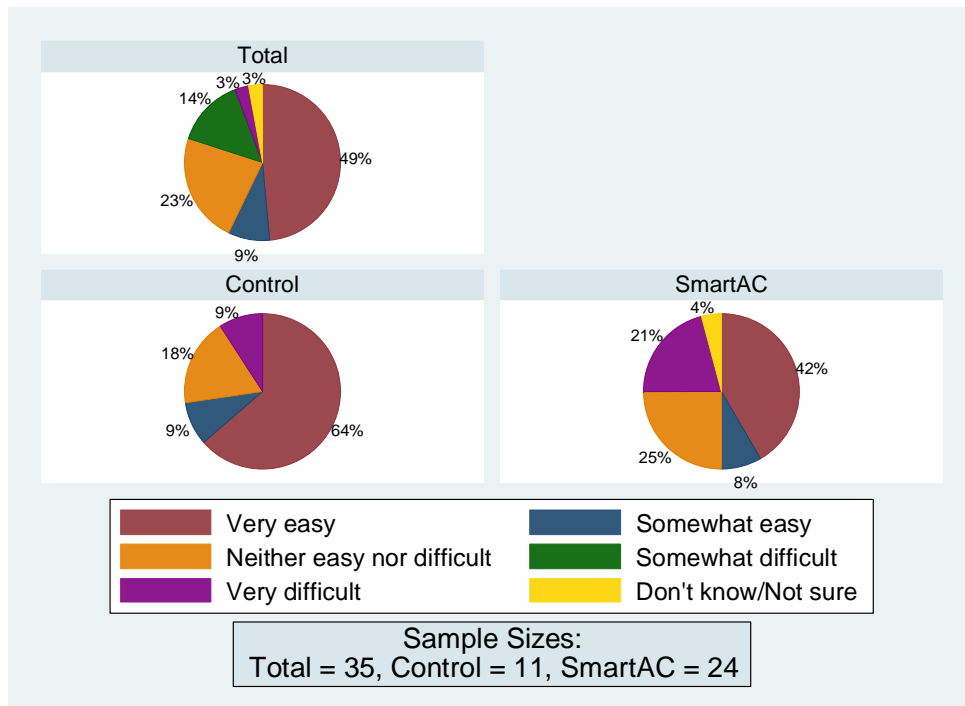 Total
3%
3%
14%
49%
23%
9%
Control
9%
18%
9%
64%
SmartAC
4%
21%
42%
25%
8%
Very easy
Somewhat easy
Neither easy nor difficult
Somewhat difficult
Very difficult
Don't know/Not sure
Sample Sizes:
Total = 35, Control = 11, SmartAC = 24